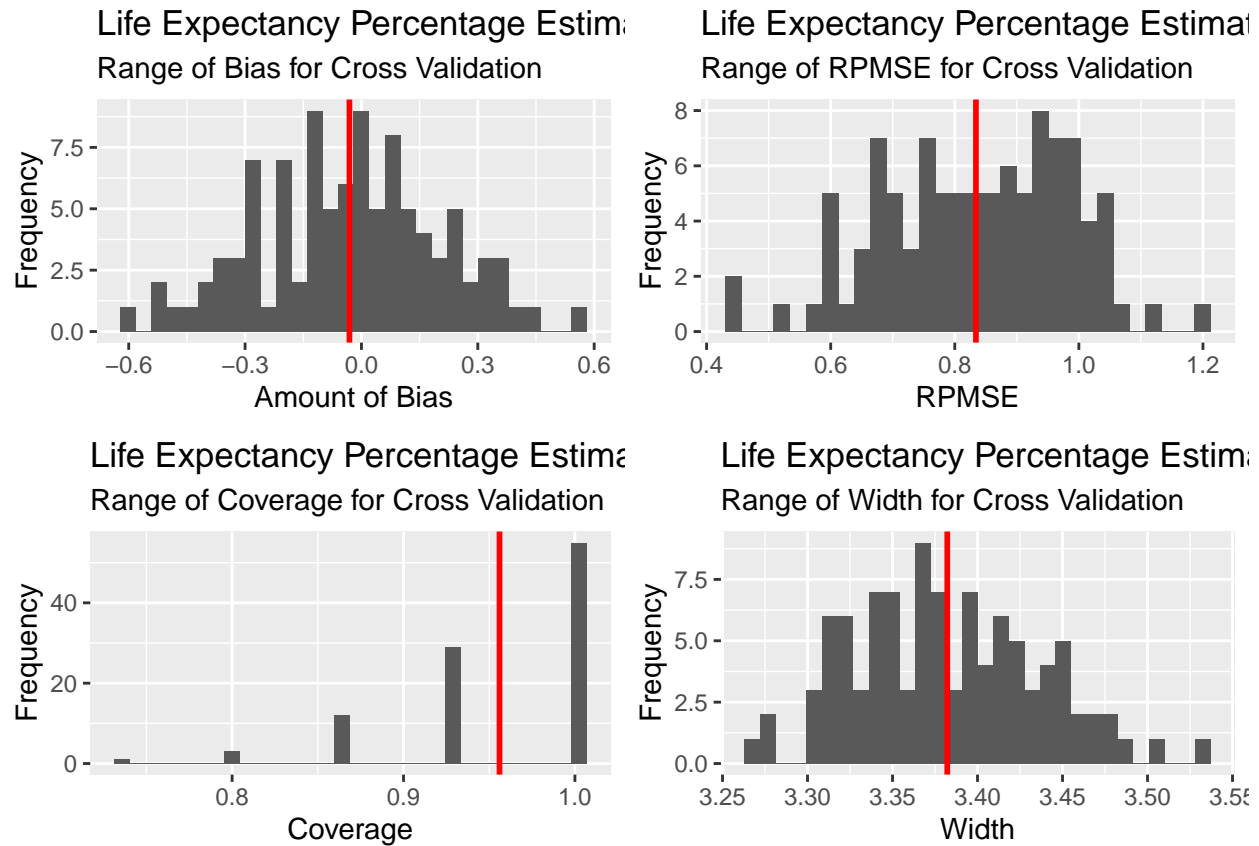 Life Expectancy Percentage Estima
Range of Bias for Cross Validation
Frequency
7.5
5.0
2.5
0.0
−0.6 −0.3 0.0 0.3 0.6
Amount of Bias
Life Expectancy Percentage Estimat
Range of RPMSE for Cross Validation
Frequency
8
6
4
2
0
0.4 0.6 0.8 1.0 1.2
RPMSE
Life Expectancy Percentage Estima
Range of Coverage for Cross Validation
Frequency
40
20
0
0.8 0.9 1.0
Coverage
Life Expectancy Percentage Estima
Range of Width for Cross Validation
Frequency
7.5
5.0
2.5
0.0
3.25 3.30 3.35 3.40 3.45 3.50 3.55
Width